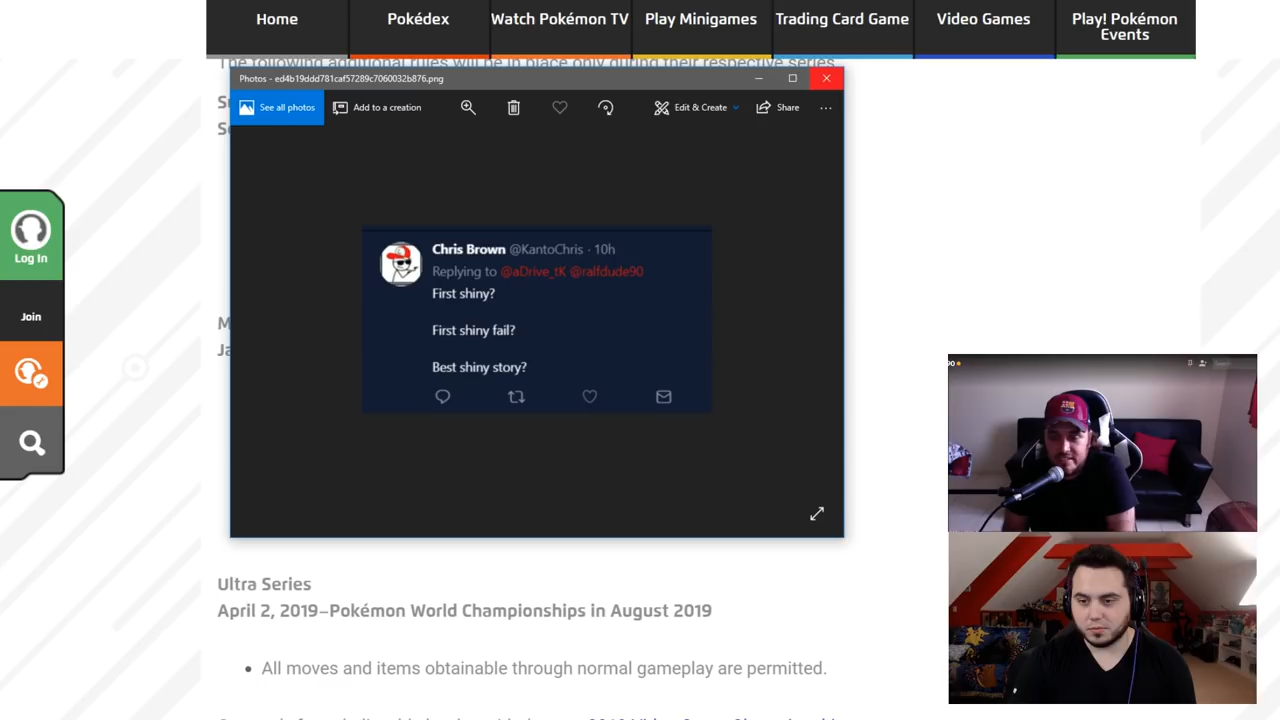 Home
Pokédex
Watch Pokémon TV
Play Minigames
Trading Card Game
Video Games
Play! Pokémon
Events
Photos - ed4b19ddd781caf57289c7060032b876.png
See all photos
Add to a creation
Edit & Create
Share
Log In
Join
Chris Brown @KantoChris · 10h
Replying to @aDrive_tK @ralfdude90
First shiny?
First shiny fail?
Best shiny story?
Ultra Series
April 2, 2019–Pokémon World Championships in August 2019
• All moves and items obtainable through normal gameplay are permitted.